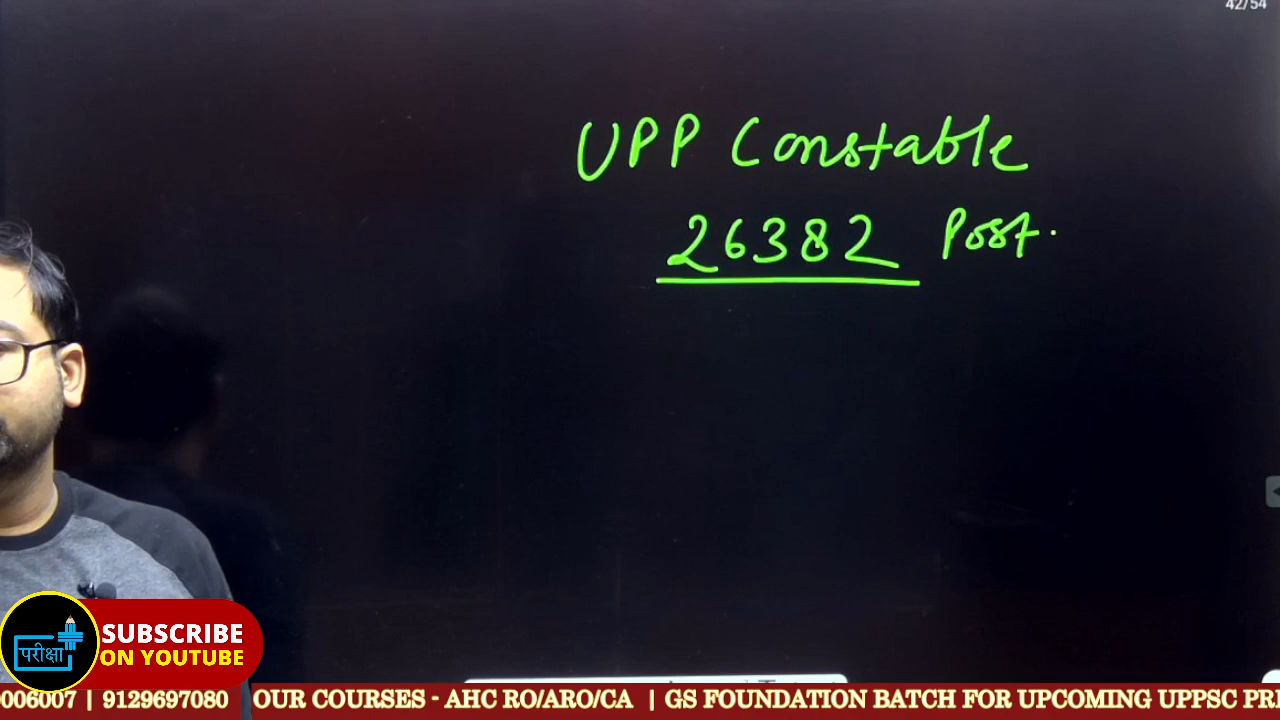 42/54
UPP Constable
26382 Post.
परीक्षा
SUBSCRIBE
ON YOUTUBE
0006007 | 9129697080 | OUR COURSES - AHC RO/ARO/CA | GS FOUNDATION BATCH FOR UPCOMING UPPSC PRE